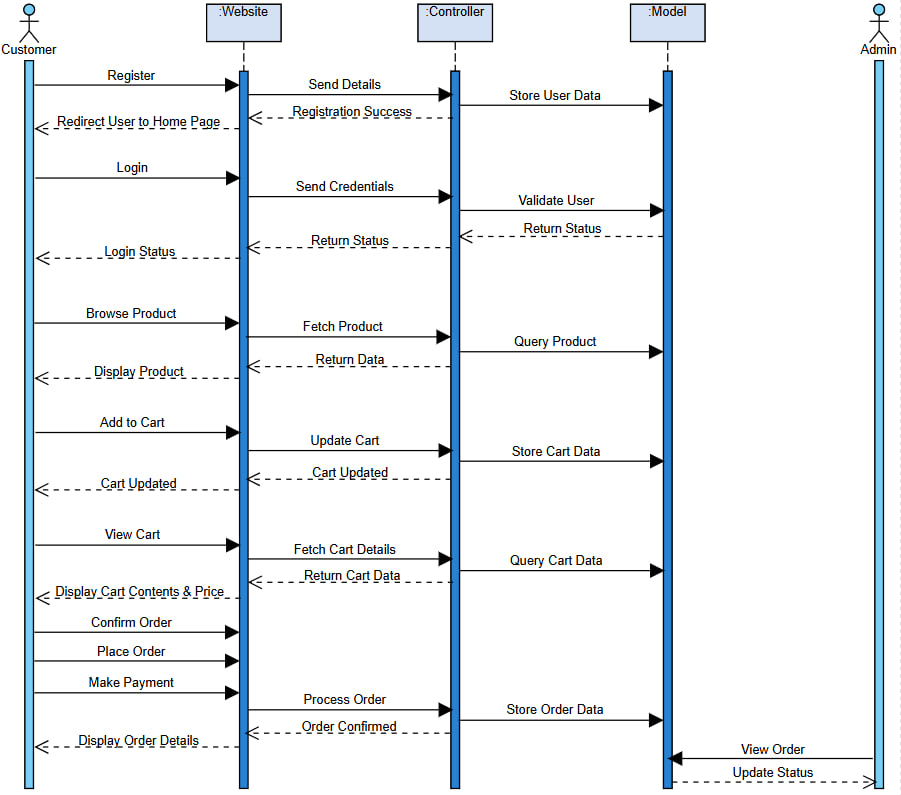 :Website
:Controller
:Model
Customer
Admin
Register
Send Details
Store User Data
Registration Success
Redirect User to Home Page
Login
Send Credentials
Validate User
Return Status
Return Status
Login Status
Browse Product
Fetch Product
Query Product
Return Data
Display Product
Add to Cart
Update Cart
Store Cart Data
Cart Updated
Cart Updated
View Cart
Fetch Cart Details
Query Cart Data
Return Cart Data
Display Cart Contents & Price
Confirm Order
Place Order
Make Payment
Process Order
Store Order Data
Order Confirmed
Display Order Details
View Order
Update Status